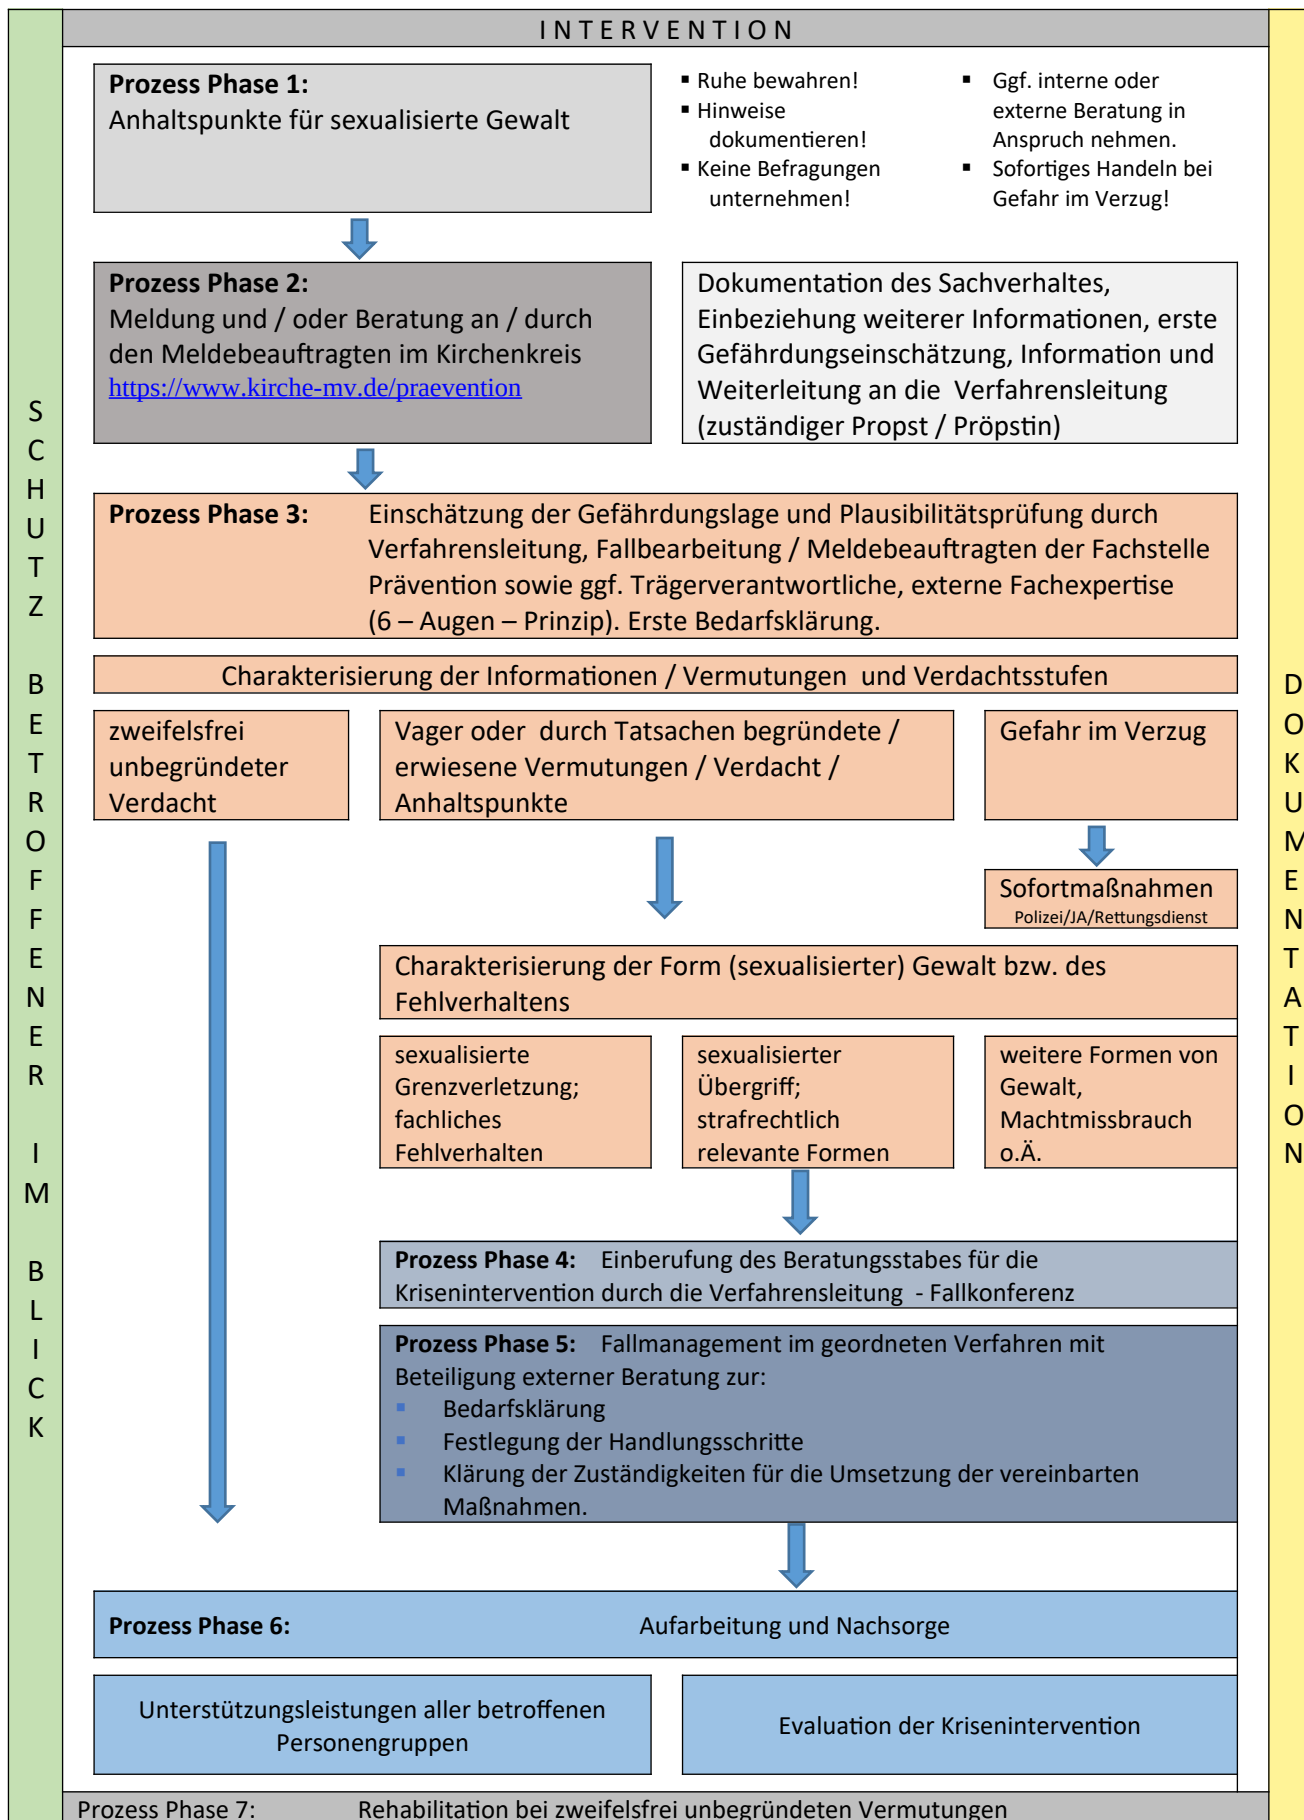 INTERVENTION
Prozess Phase 1:
Anhaltspunkte für sexualisierte Gewalt
▪ Ruhe bewahren!
▪ Hinweise
dokumentieren!
▪ Keine Befragungen
unternehmen!
▪ Ggf. interne oder
externe Beratung in
Anspruch nehmen.
▪ Sofortiges Handeln bei
Gefahr im Verzug!
Prozess Phase 2:
Meldung und / oder Beratung an / durch
den Meldebeauftragten im Kirchenkreis
https://www.kirche-mv.de/praevention
Dokumentation des Sachverhaltes,
Einbeziehung weiterer Informationen, erste
Gefährdungseinschätzung, Information und
Weiterleitung an die Verfahrensleitung
(zuständiger Propst / Pröpstin)
Prozess Phase 3: Einschätzung der Gefährdungslage und Plausibilitätsprüfung durch
Verfahrensleitung, Fallbearbeitung / Meldebeauftragten der Fachstelle
Prävention sowie ggf. Trägerverantwortliche, externe Fachexpertise
(6 – Augen – Prinzip). Erste Bedarfsklärung.
Charakterisierung der Informationen / Vermutungen und Verdachtsstufen
zweifelsfrei
unbegründeter
Verdacht
Vager oder durch Tatsachen begründete /
erwiesene Vermutungen / Verdacht /
Anhaltspunkte
Gefahr im Verzug
Sofortmaßnahmen
Polizei/JA/Rettungsdienst
Charakterisierung der Form (sexualisierter) Gewalt bzw. des
Fehlverhaltens
sexualisierte
Grenzverletzung;
fachliches
Fehlverhalten
sexualisierter
Übergriff;
strafrechtlich
relevante Formen
weitere Formen von
Gewalt,
Machtmissbrauch
o.Ä.
Prozess Phase 4: Einberufung des Beratungsstabes für die
Krisenintervention durch die Verfahrensleitung - Fallkonferenz
Prozess Phase 5: Fallmanagement im geordneten Verfahren mit
Beteiligung externer Beratung zur:
▪ Bedarfsklärung
▪ Festlegung der Handlungsschritte
▪ Klärung der Zuständigkeiten für die Umsetzung der vereinbarten
Maßnahmen.
Prozess Phase 6: Aufarbeitung und Nachsorge
Unterstützungsleistungen aller betroffenen
Personengruppen
Evaluation der Krisenintervention
Prozess Phase 7: Rehabilitation bei zweifelsfrei unbegründeten Vermutungen
SCHUTZ BETROFFENER IM BLICK
DOKUMENTATION